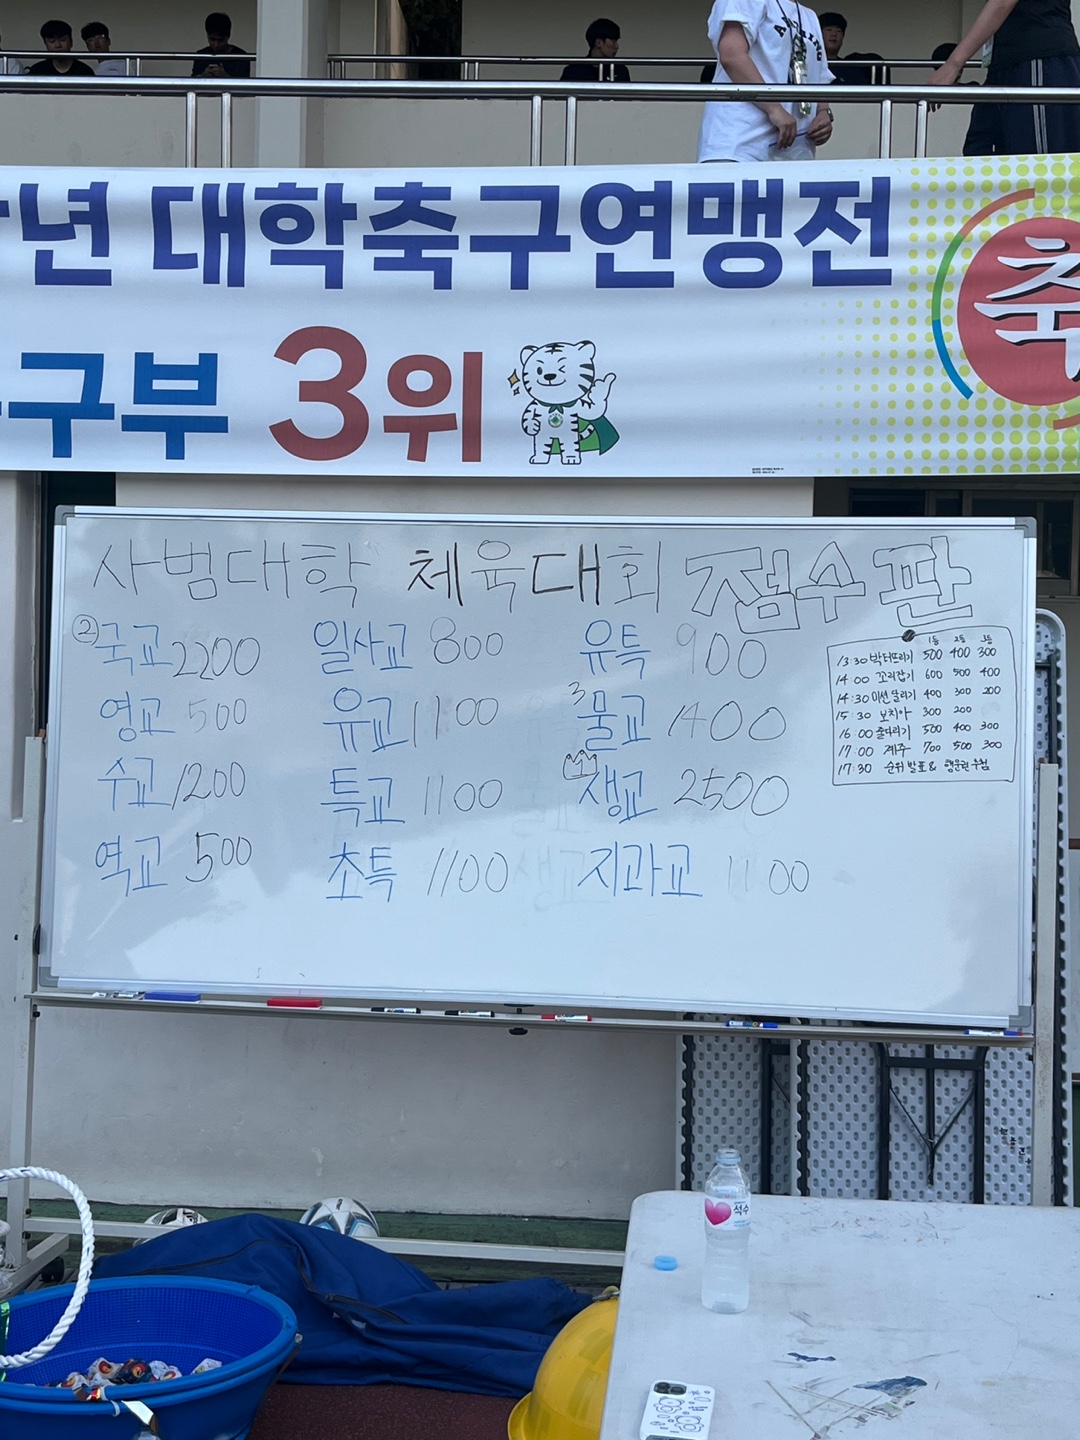 년 대학축구연맹전
구부 3위
축
사범대학 체육대회 점수판
② 국교 2200 일사교 800 유특 900
영교 500 유교 1100 3 물교 1400
수교 1200 특교 1100 생교 2500
역교 500 초특 1100 지과교 1100
1등 2등 3등
13:30 박 터뜨리기 500 400 300
14:00 꼬리잡기 600 500 400
14:30 미션 달리기 400 300 200
15:30 보치아 300 200
16:00 줄다리기 500 400 300
17:00 계주 700 500 300
17:30 순위 발표 & 행운권 추첨
석수